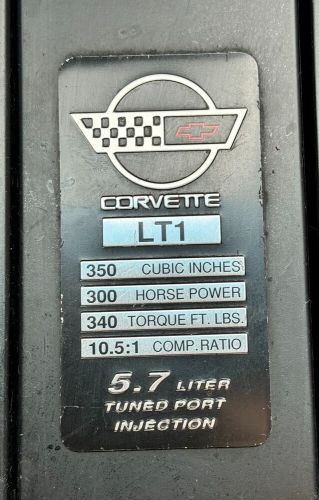 CORVETTE
LT1
350 CUBIC INCHES
300 HORSE POWER
340 TORQUE FT. LBS.
10.5:1 COMP. RATIO
5.7 LITER
TUNED PORT
INJECTION